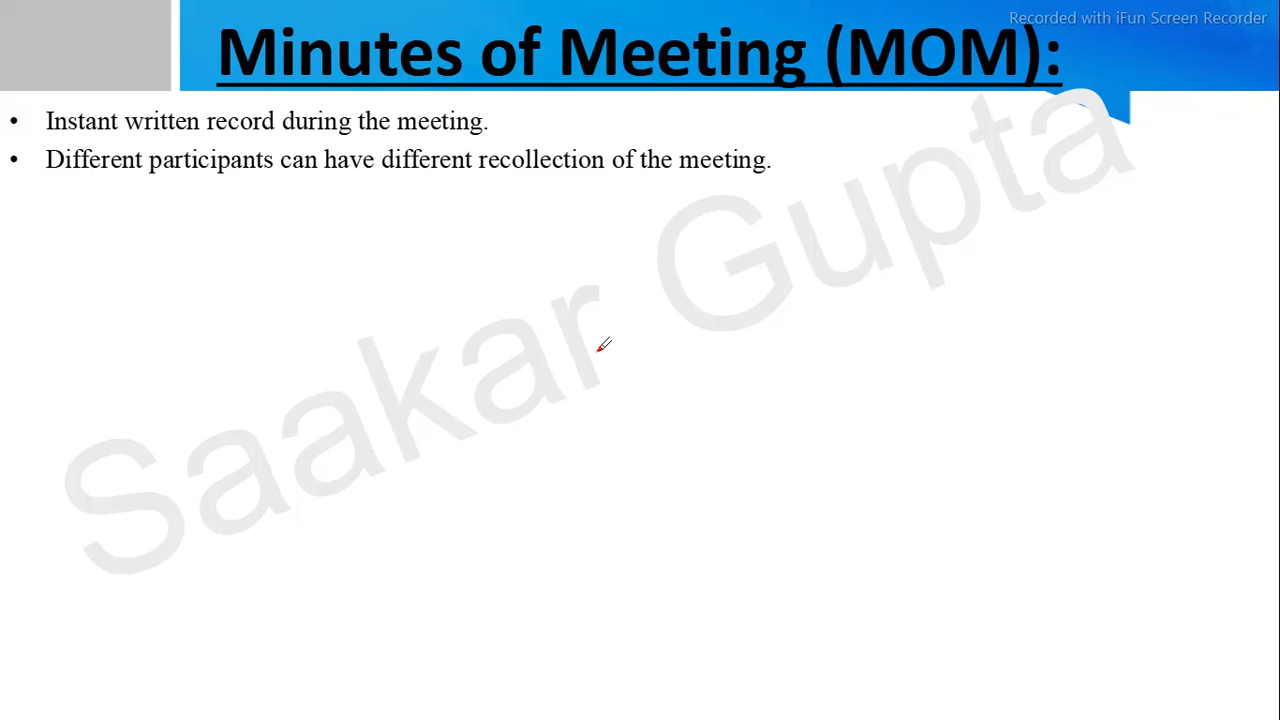 Recorded with iFun Screen Recorder
Minutes of Meeting (MOM):
• Instant written record during the meeting.
• Different participants can have different recollection of the meeting.
Saakar Gupta